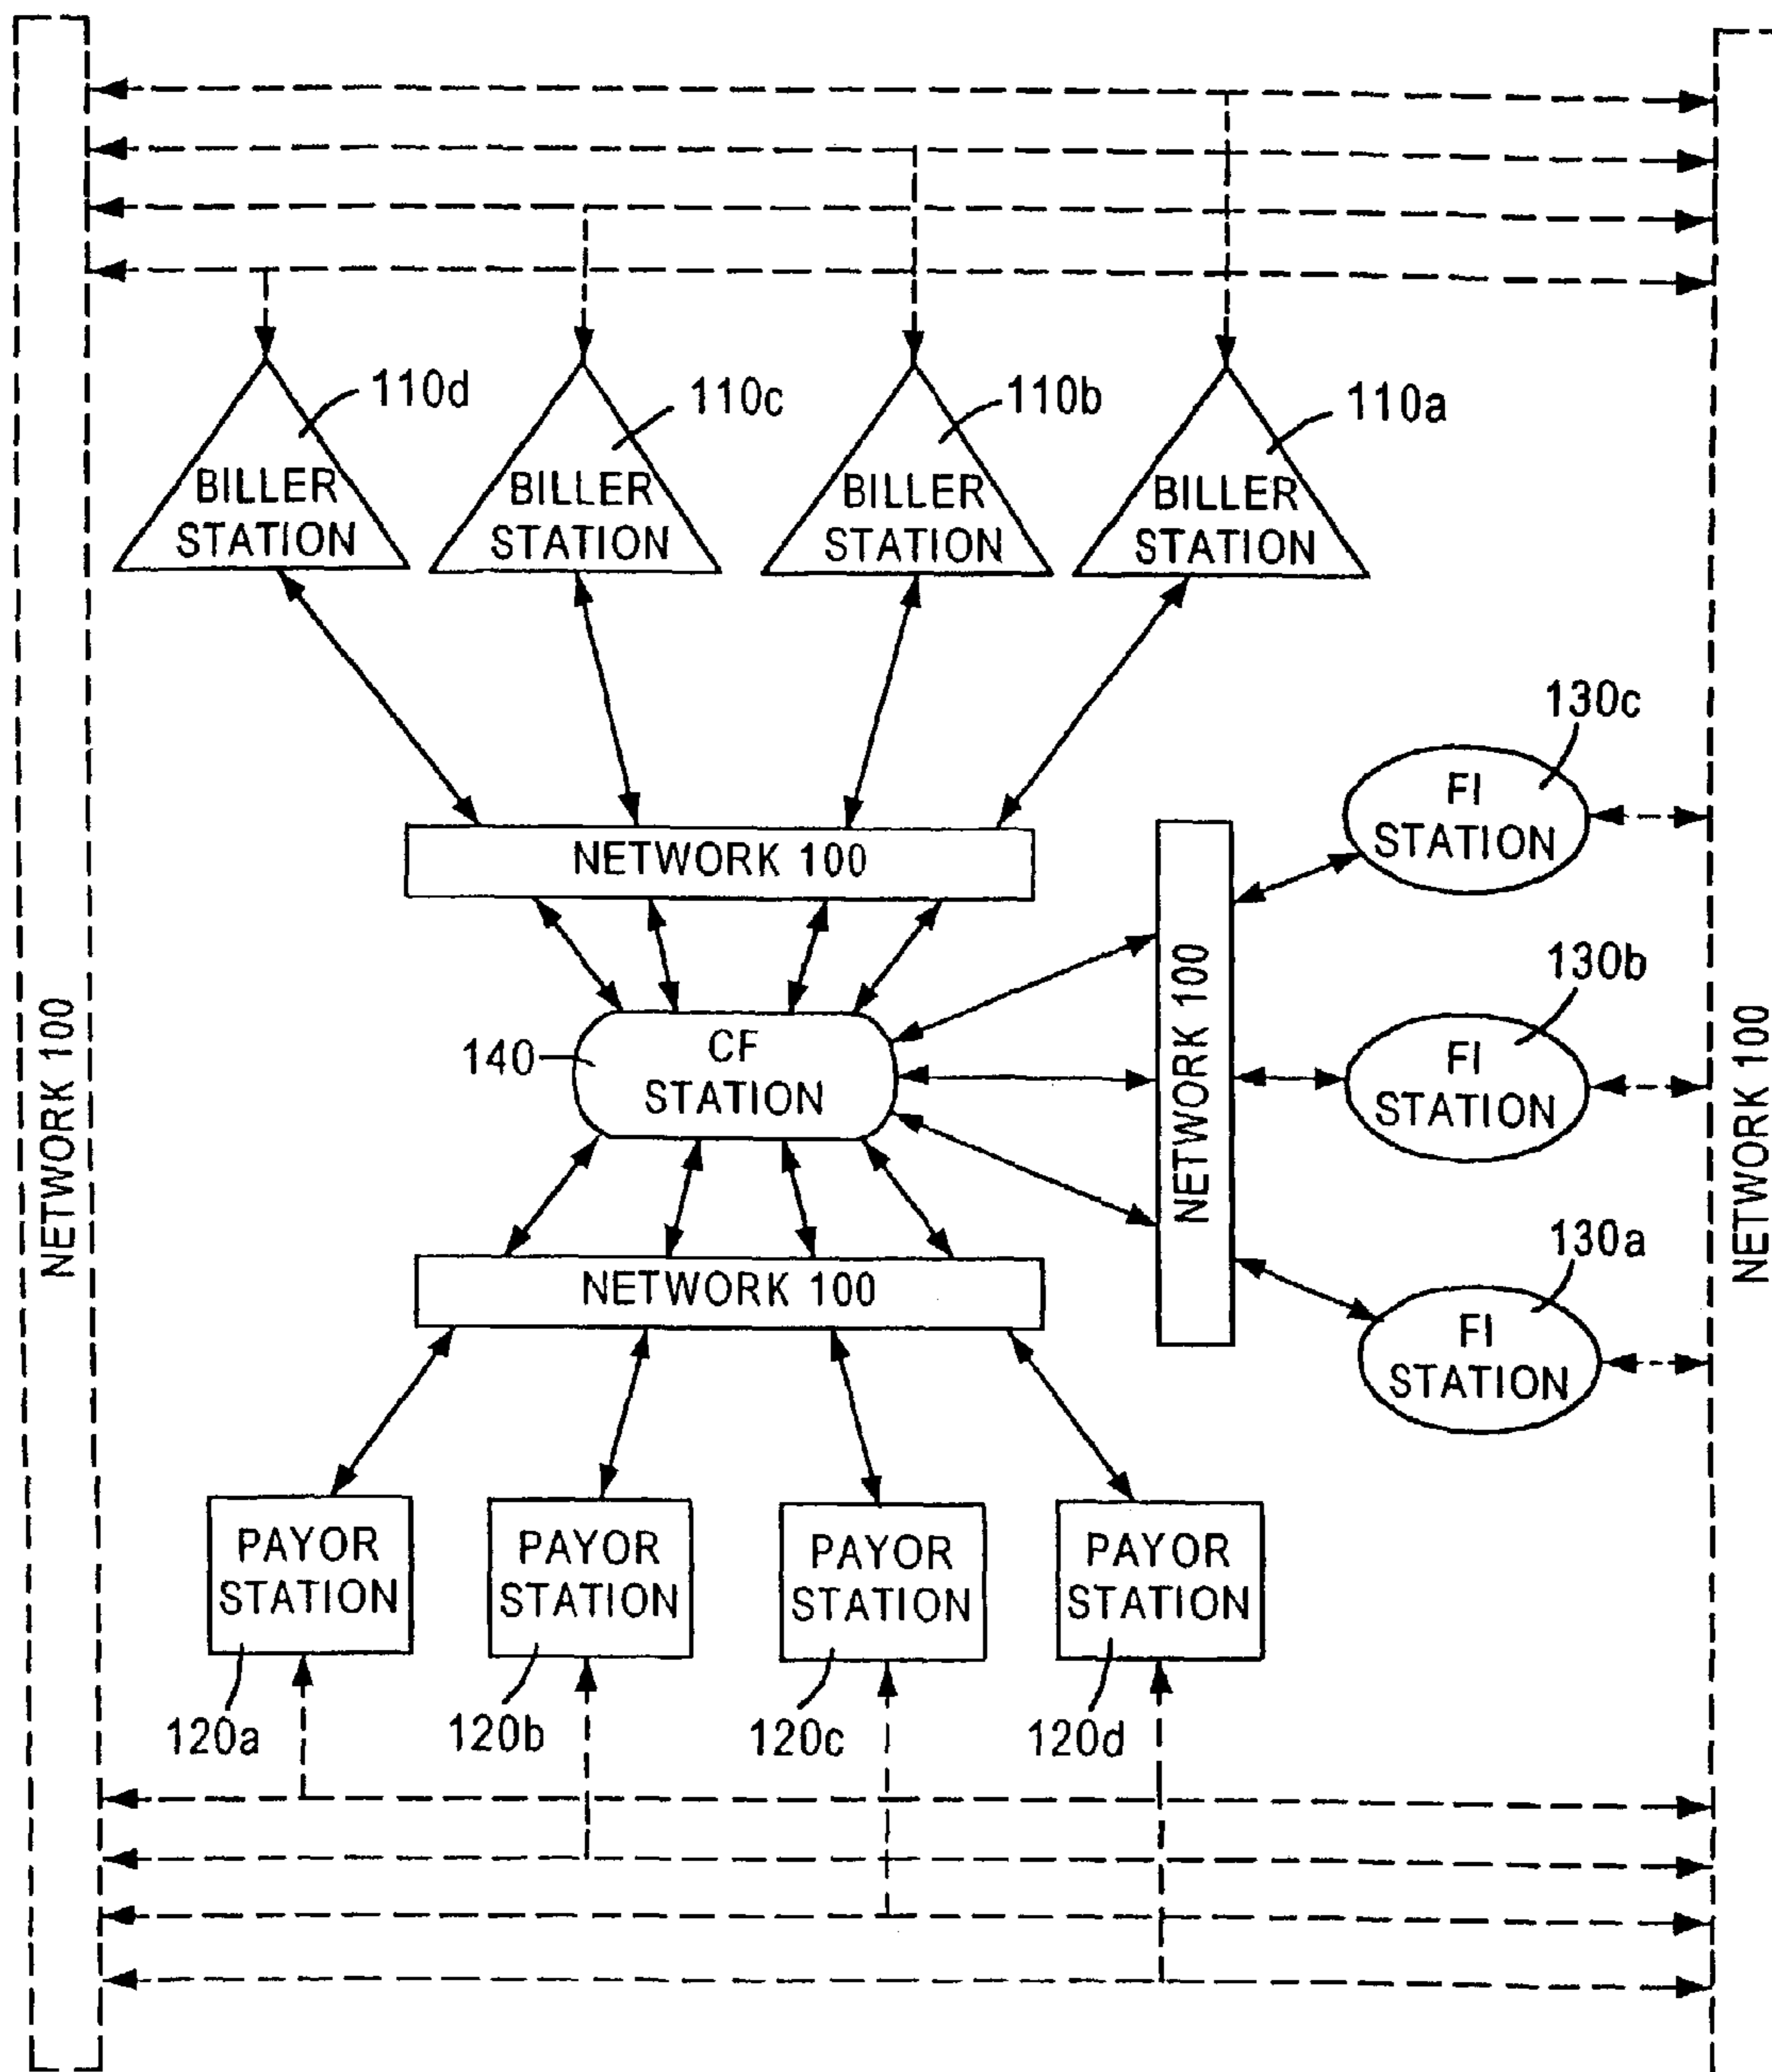 110d
110c
110b
110a
BILLER
STATION
BILLER
STATION
BILLER
STATION
BILLER
STATION
130c
FI
STATION
NETWORK 100
NETWORK 100
130b
FI
STATION
140
CF
STATION
NETWORK 100
NETWORK 100
130a
FI
STATION
NETWORK 100
PAYOR
STATION
PAYOR
STATION
PAYOR
STATION
PAYOR
STATION
120a
120b
120c
120d